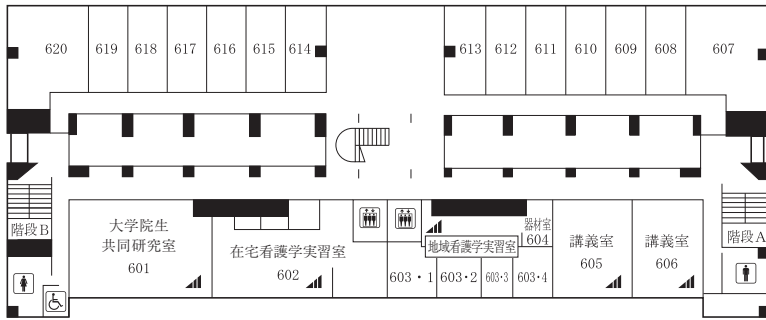 620 619 618 617 616 615 614 613 612 611 610 609 608 607
階段B
階段A
大学院生
共同研究室
601
在宅看護学実習室
602
地域看護学実習室
器材室
604
603・1 603・2 603・3 603・4
講義室
605
講義室
606